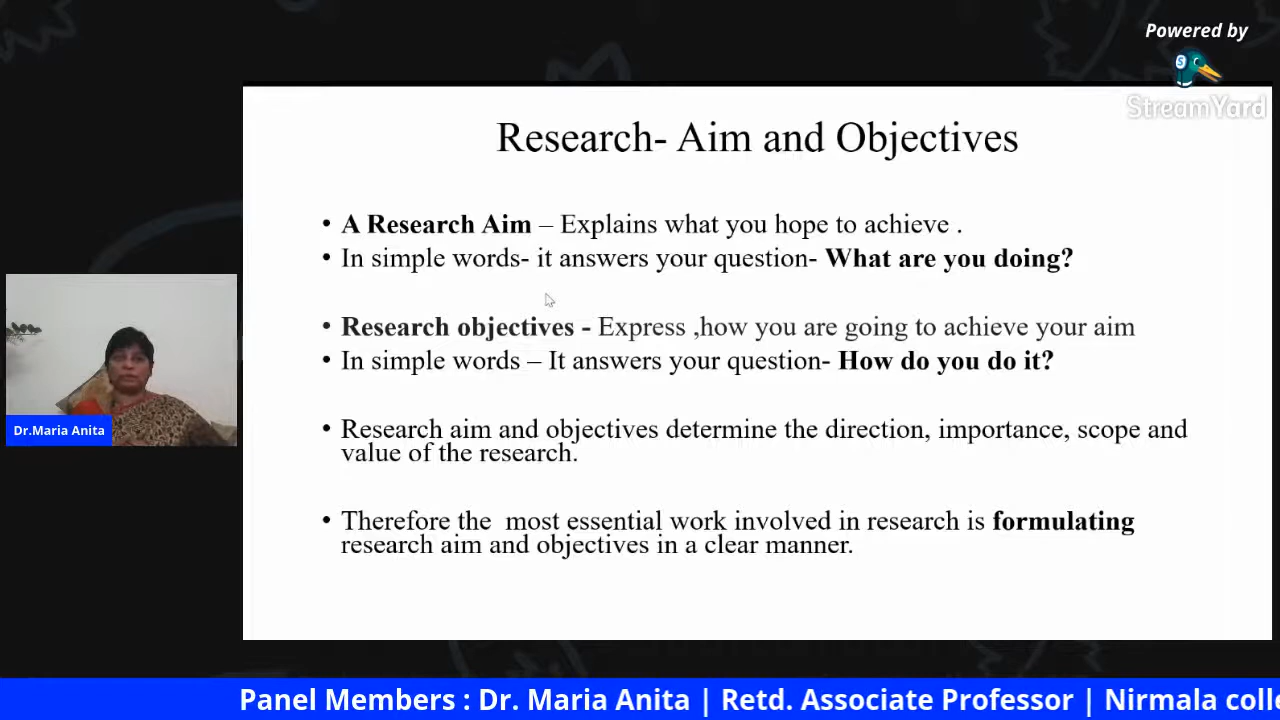 Powered by
StreamYard
Research- Aim and Objectives
• A Research Aim – Explains what you hope to achieve .
• In simple words- it answers your question- What are you doing?
• Research objectives - Express ,how you are going to achieve your aim
• In simple words – It answers your question- How do you do it?
• Research aim and objectives determine the direction, importance, scope and
value of the research.
• Therefore the most essential work involved in research is formulating
research aim and objectives in a clear manner.
Dr.Maria Anita
Panel Members : Dr. Maria Anita | Retd. Associate Professor | Nirmala